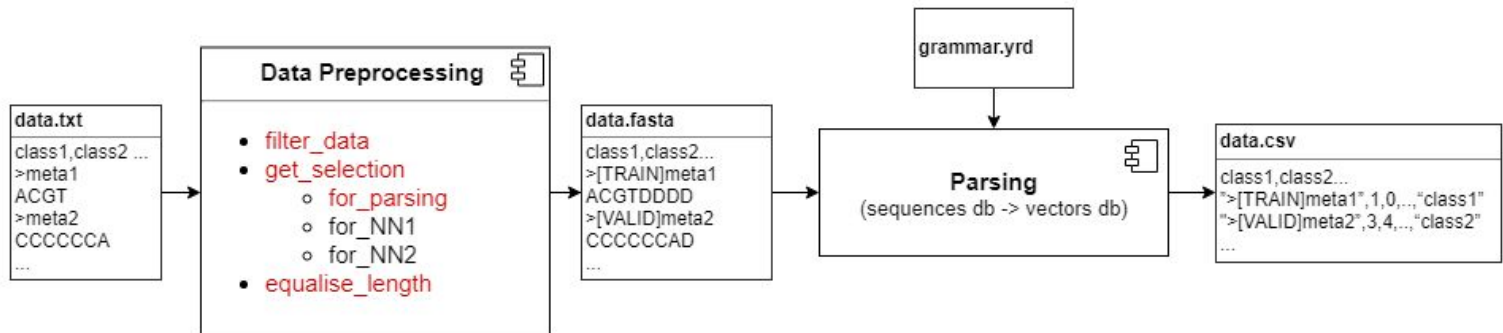 data.txt
class1,class2 ...
>meta1
ACGT
>meta2
CCCCCCA
...
Data Preprocessing
filter_data
get_selection
for_parsing
for_NN1
for_NN2
equalise_length
data.fasta
class1,class2...
>[TRAIN]meta1
ACGTDDDD
>[VALID]meta2
CCCCCCAD
...
grammar.yrd
Parsing
(sequences db -> vectors db)
data.csv
class1,class2...
">[TRAIN]meta1",1,0,..,“class1"
">[VALID]meta2",3,4,..,“class2"
...